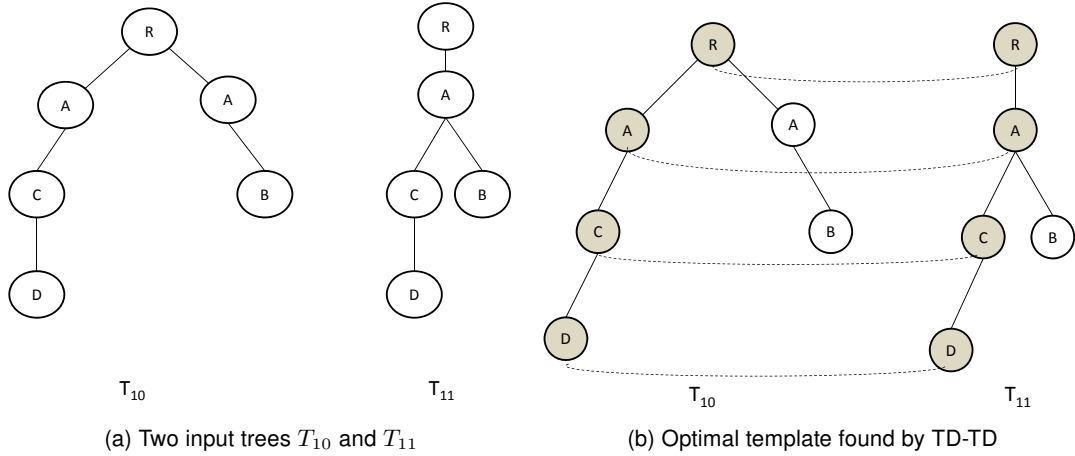 R
A
A
C
B
D
T10
R
A
C
B
D
T11
(a) Two input trees T10 and T11
R
A
A
C
B
D
T10
R
A
C
B
D
T11
(b) Optimal template found by TD-TD